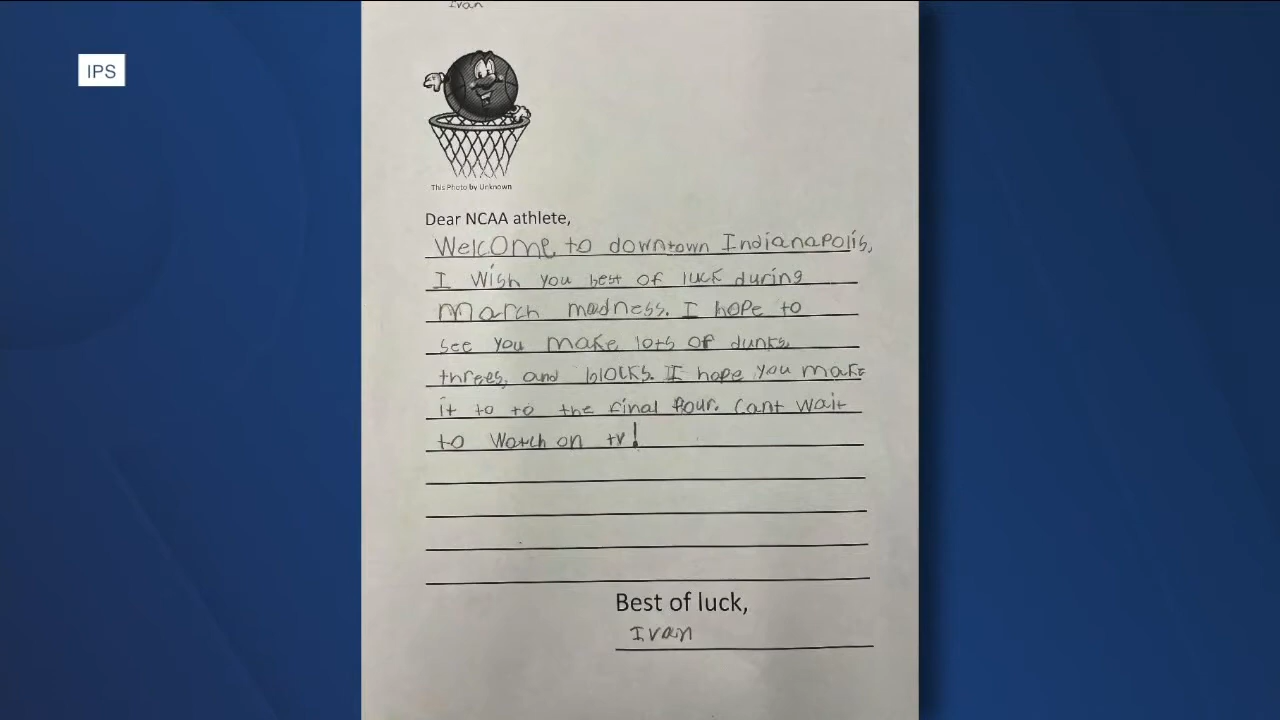 Ivan
IPS
This Photo by Unknown
Dear NCAA athlete,
Welcome to downtown Indianapolis,
I wish you best of luck during
march madness. I hope to
see you make lots of dunks,
threes, and blocks. I hope you make
it to to the final four. Cant wait
to watch on tv!
Best of luck,
Ivan